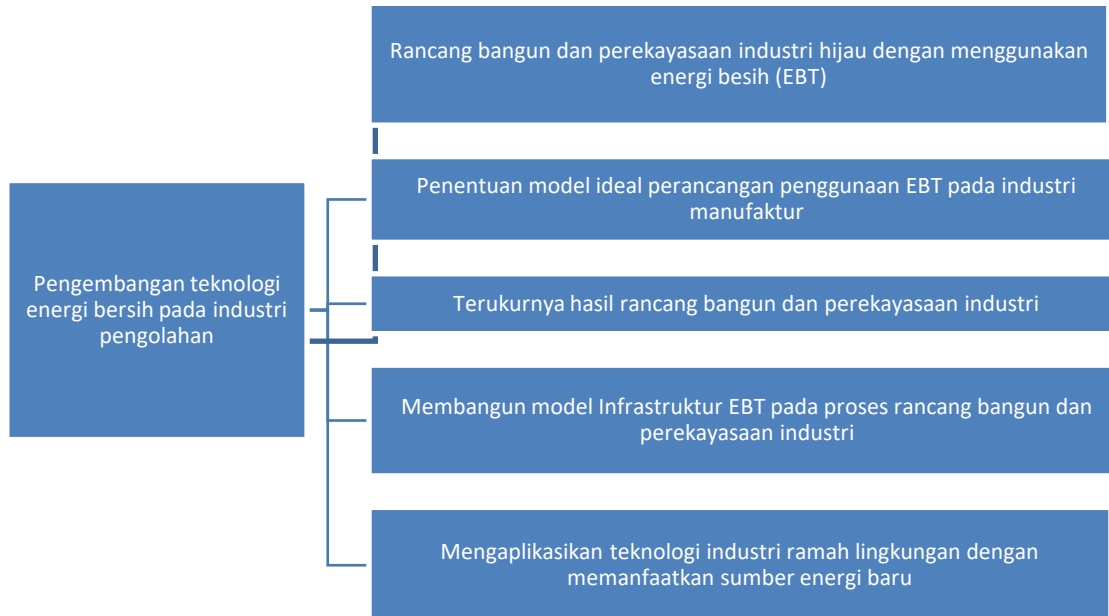 Rancang bangun dan perekayasaan industri hijau dengan menggunakan
energi besih (EBT)
Penentuan model ideal perancangan penggunaan EBT pada industri
manufaktur
Pengembangan teknologi
energi bersih pada industri
pengolahan
Terukurnya hasil rancang bangun dan perekayasaan industri
Membangun model Infrastruktur EBT pada proses rancang bangun dan
perekayasaan industri
Mengaplikasikan teknologi industri ramah lingkungan dengan
memanfaatkan sumber energi baru